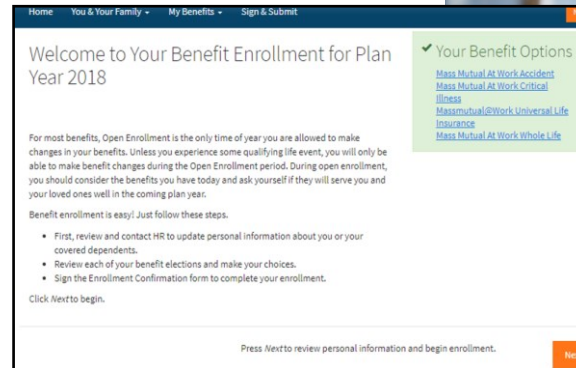 Home You & Your Family My Benefits Sign & Submit
Welcome to Your Benefit Enrollment for Plan
Year 2018
For most benefits, Open Enrollment is the only time of year you are allowed to make
changes in your benefits. Unless you experience some qualifying life event, you will only be
able to make benefit changes during the Open Enrollment period. During open enrollment,
you should consider the benefits you have today and ask yourself if they will serve you and
your loved ones well in the coming plan year.
Benefit enrollment is easy! Just follow these steps.
• First, review and contact HR to update personal information about you or your
covered dependents.
• Review each of your benefit elections and make your choices.
• Sign the Enrollment Confirmation form to complete your enrollment.
Click Next to begin.
✔ Your Benefit Options
Mass Mutual At Work Accident
Mass Mutual At Work Critical
Illness
Massmutual@Work Universal Life
Insurance
Mass Mutual At Work Whole Life
Press Next to review personal information and begin enrollment.